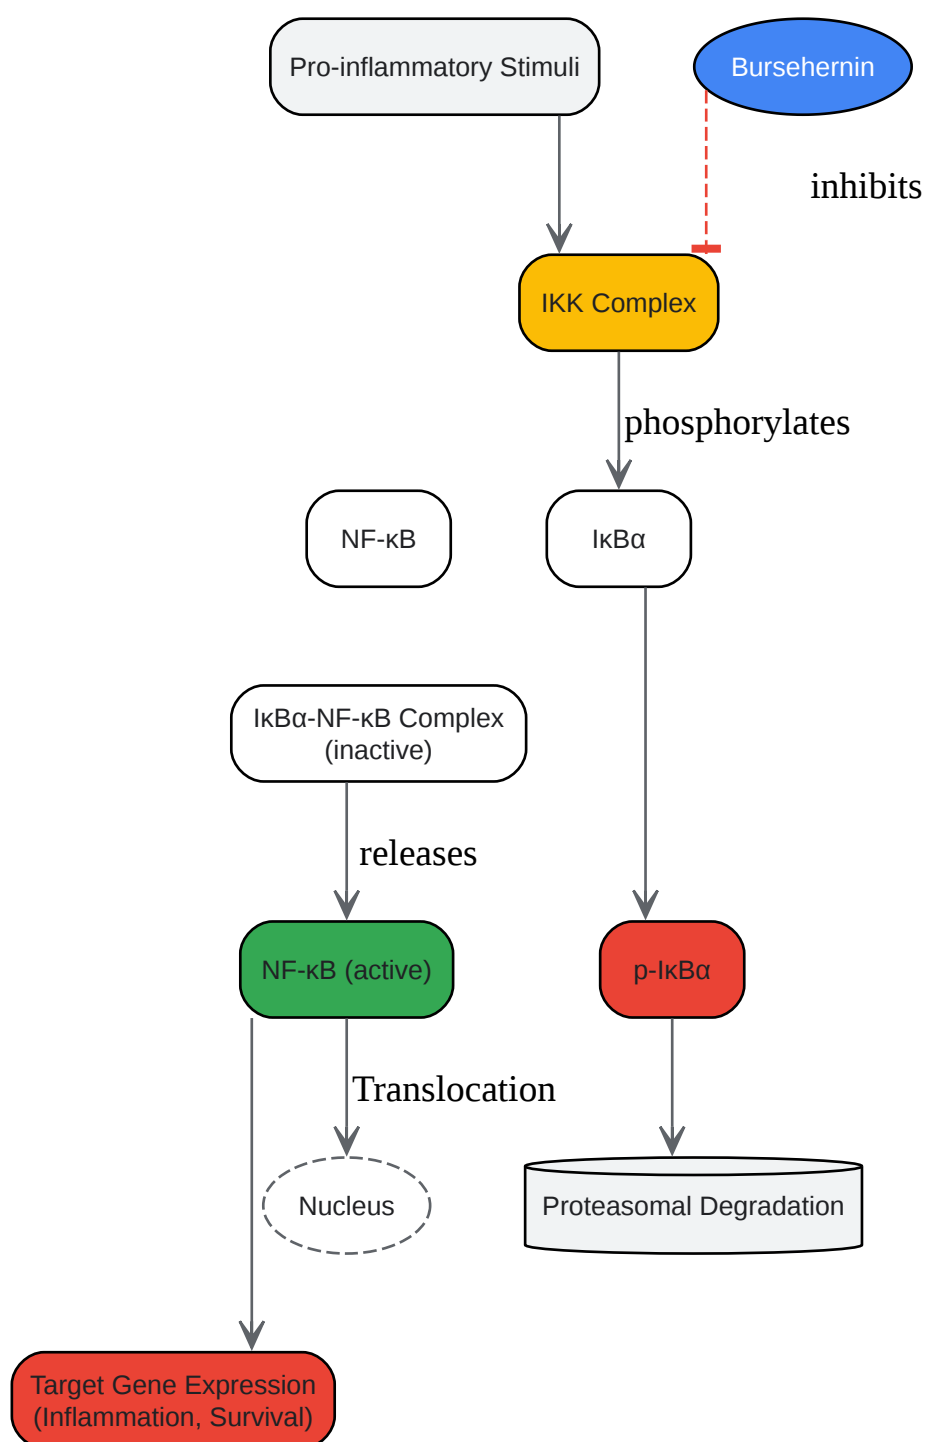 Pro-inflammatory Stimuli
Bursehernin
inhibits
IKK Complex
phosphorylates
NF-κB
IκBα
IκBα-NF-κB Complex
(inactive)
releases
NF-κB (active)
p-IκBα
Translocation
Nucleus
Proteasomal Degradation
Target Gene Expression
(Inflammation, Survival)